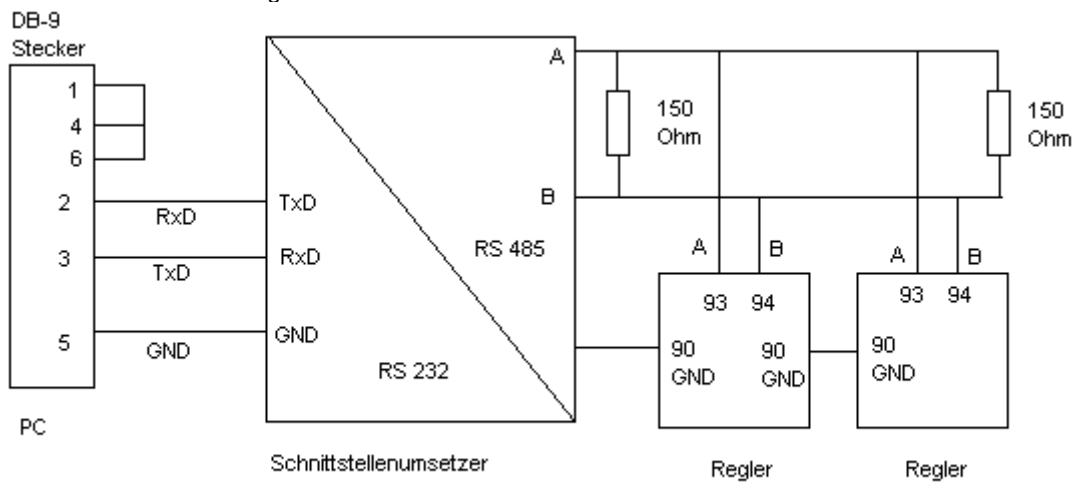 DB-9
Stecker
1
4
6
2
3
5
RxD
TxD
GND
PC
TxD
RxD
GND
RS 232
RS 485
A
B
Schnittstellenumsetzer
150
Ohm
150
Ohm
A
B
93
94
90
GND
90
GND
Regler
A
B
93
94
90
GND
Regler